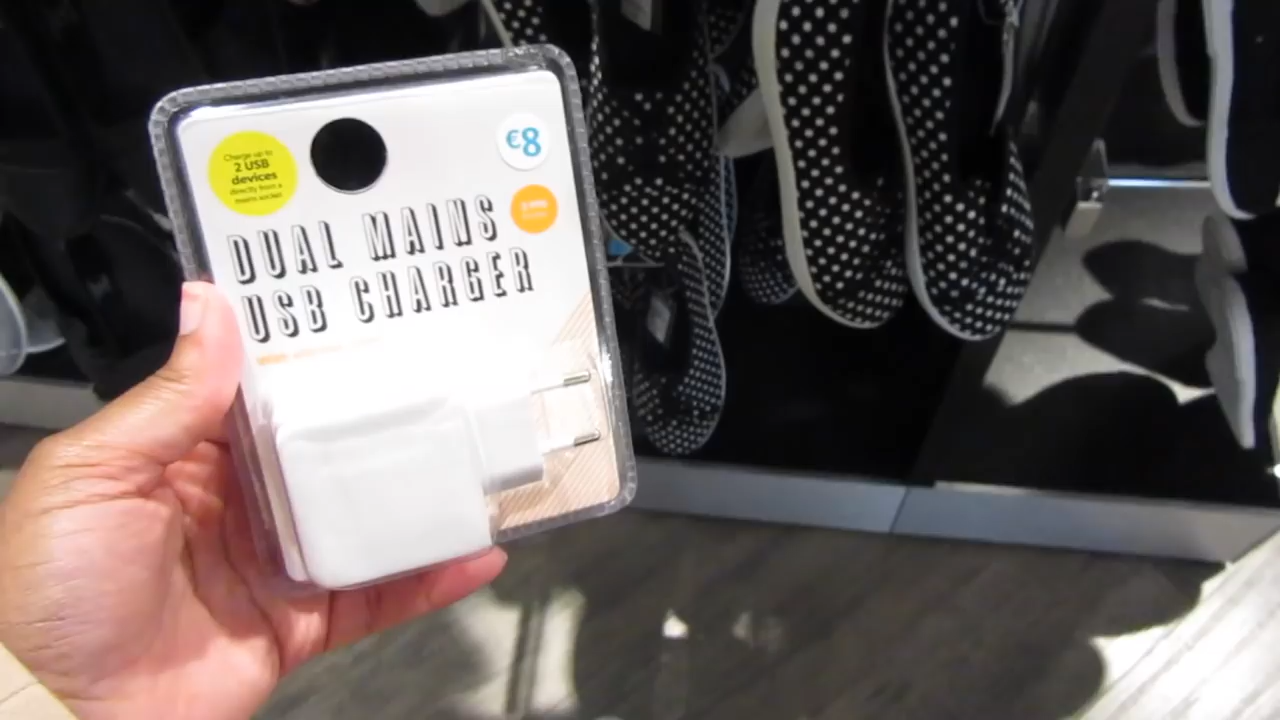 Charge up to
2 USB
devices
directly from a
mains socket
€8
DUAL MAINS
USB CHARGER